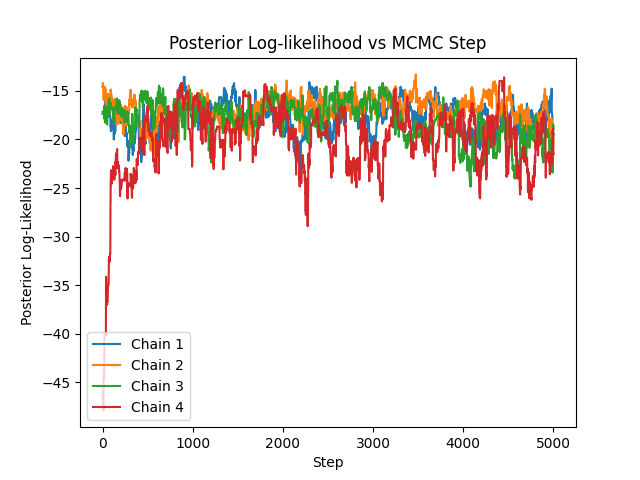 Posterior Log-likelihood vs MCMC Step
Posterior Log-Likelihood
−15
−20
−25
−30
−35
−40
−45
Chain 1
Chain 2
Chain 3
Chain 4
0 1000 2000 3000 4000 5000
Step